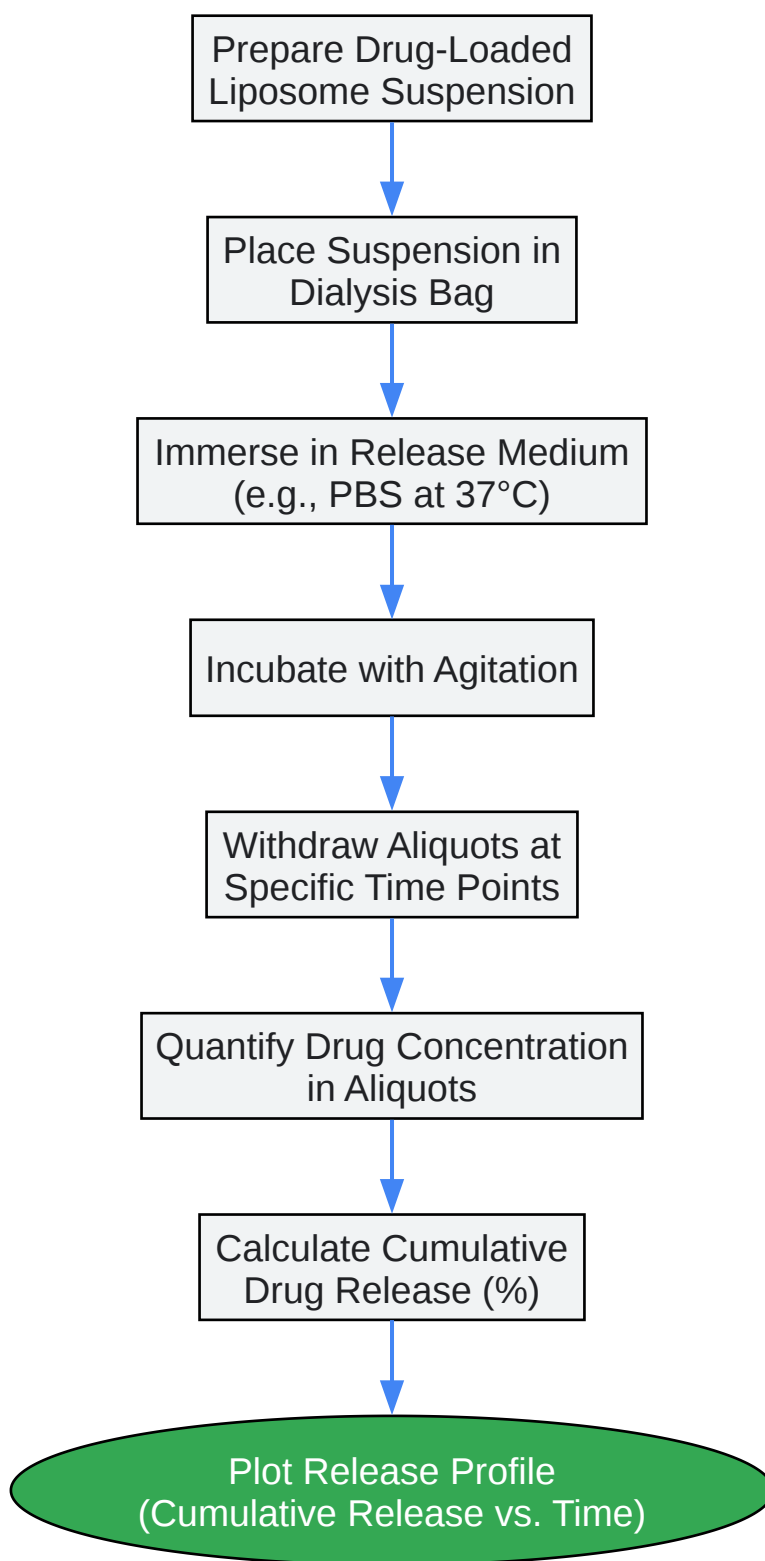 Prepare Drug-Loaded
Liposome Suspension
Place Suspension in
Dialysis Bag
Immerse in Release Medium
(e.g., PBS at 37°C)
Incubate with Agitation
Withdraw Aliquots at
Specific Time Points
Quantify Drug Concentration
in Aliquots
Calculate Cumulative
Drug Release (%)
Plot Release Profile
(Cumulative Release vs. Time)